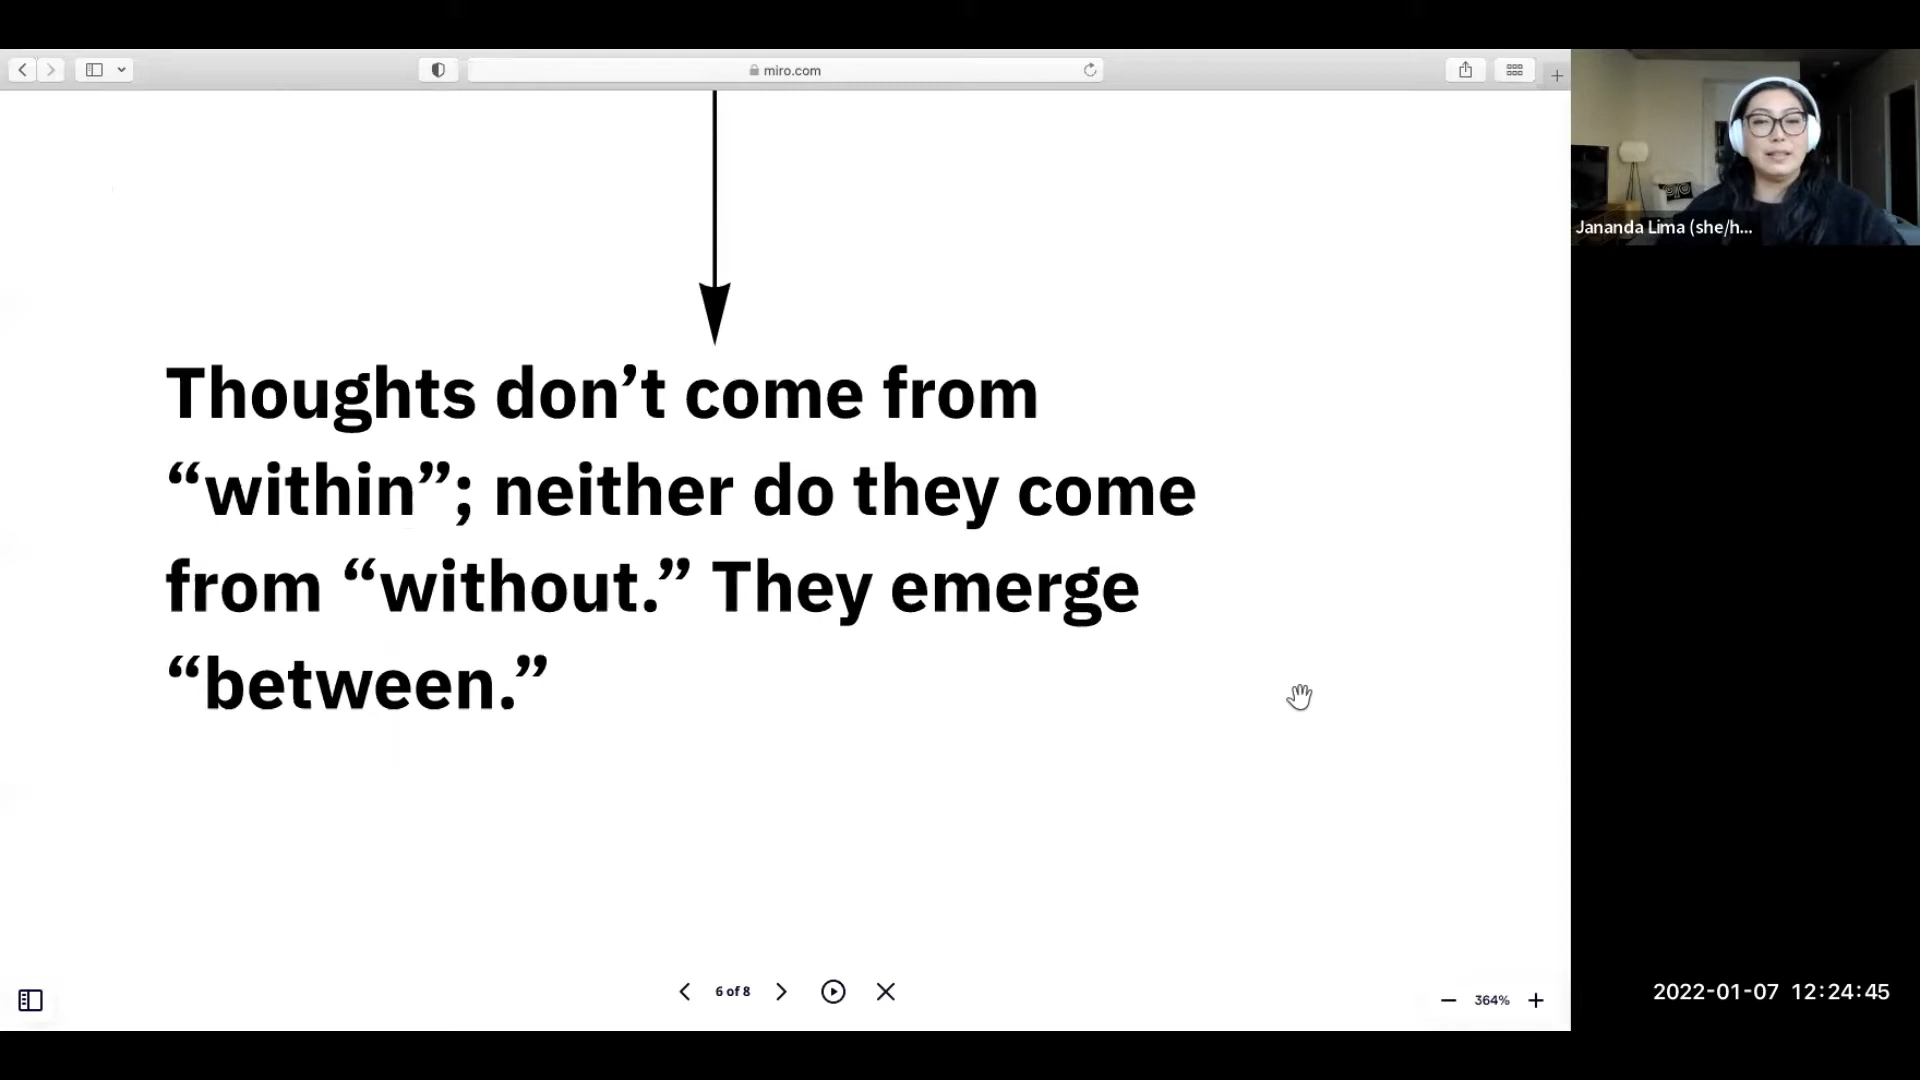 miro.com
Jananda Lima (she/h...
Thoughts don’t come from
“within”; neither do they come
from “without.” They emerge
“between.”
6 of 8
364%
2022-01-07 12:24:45